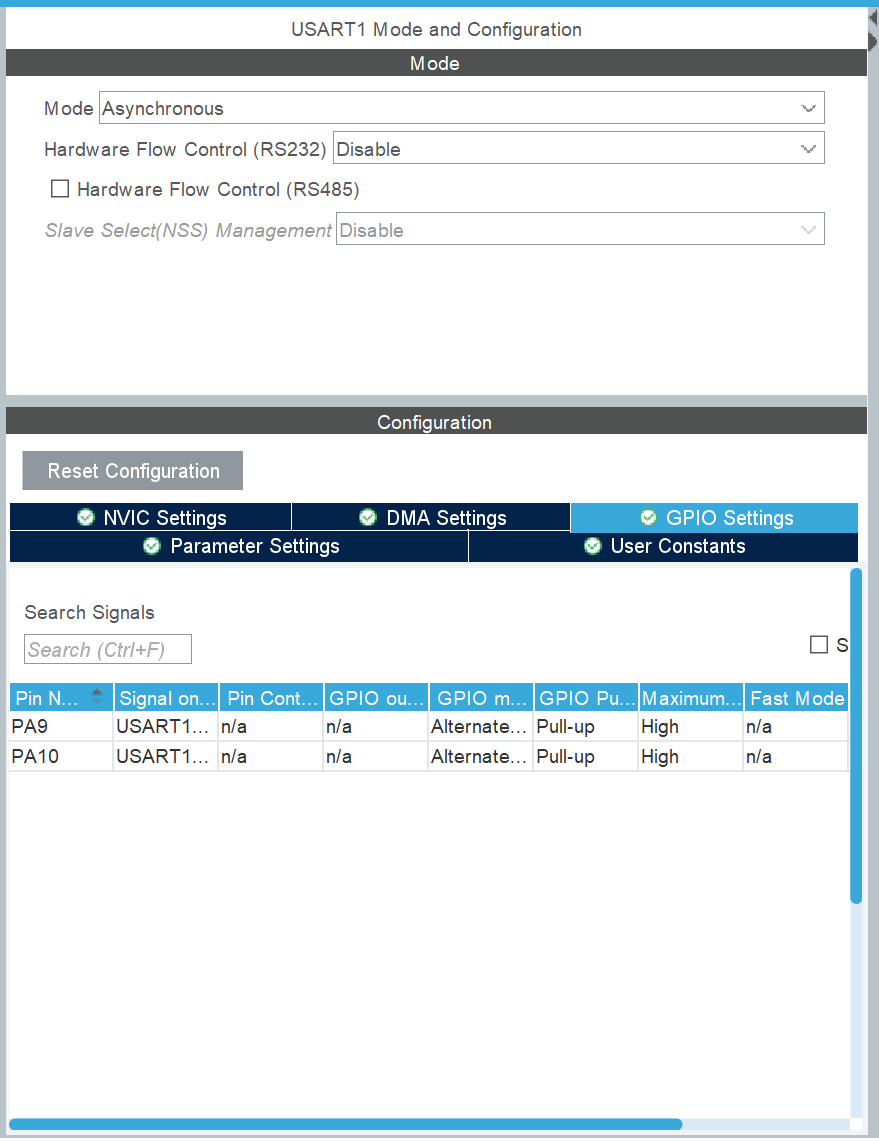 USART1 Mode and Configuration
Mode
Mode Asynchronous
Hardware Flow Control (RS232) Disable
Hardware Flow Control (RS485)
Slave Select(NSS) Management Disable
Configuration
Reset Configuration
NVIC Settings DMA Settings GPIO Settings
Parameter Settings User Constants
Search Signals
Search (Ctrl+F)
S
Pin N... Signal on... Pin Cont... GPIO ou... GPIO m... GPIO Pu... Maximum... Fast Mode
PA9 USART1... n/a n/a Alternate... Pull-up High n/a
PA10 USART1... n/a n/a Alternate... Pull-up High n/a